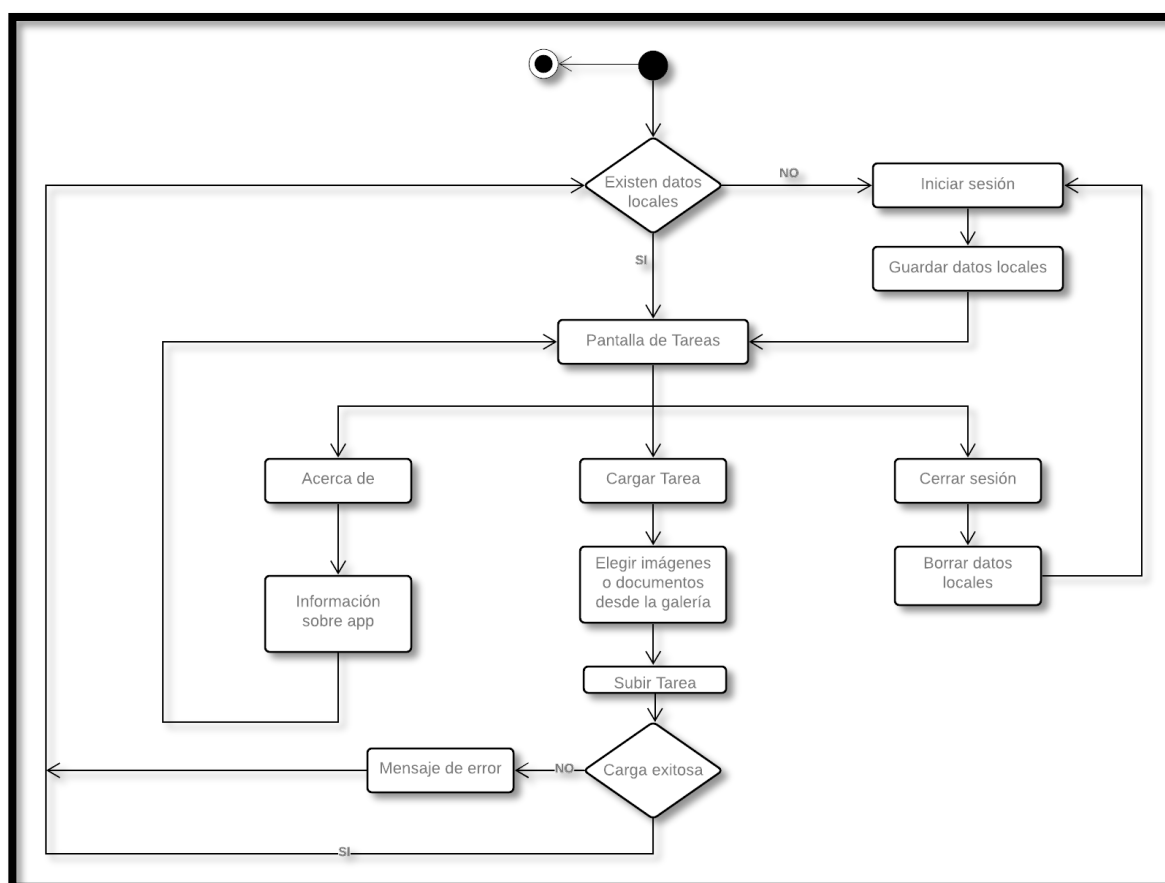 Existen datos
locales
NO
Iniciar sesión
Guardar datos locales
SI
Pantalla de Tareas
Acerca de
Cargar Tarea
Cerrar sesión
Elegir imágenes
o documentos
desde la galería
Borrar datos
locales
Información
sobre app
Subir Tarea
Mensaje de error
NO
Carga exitosa
SI